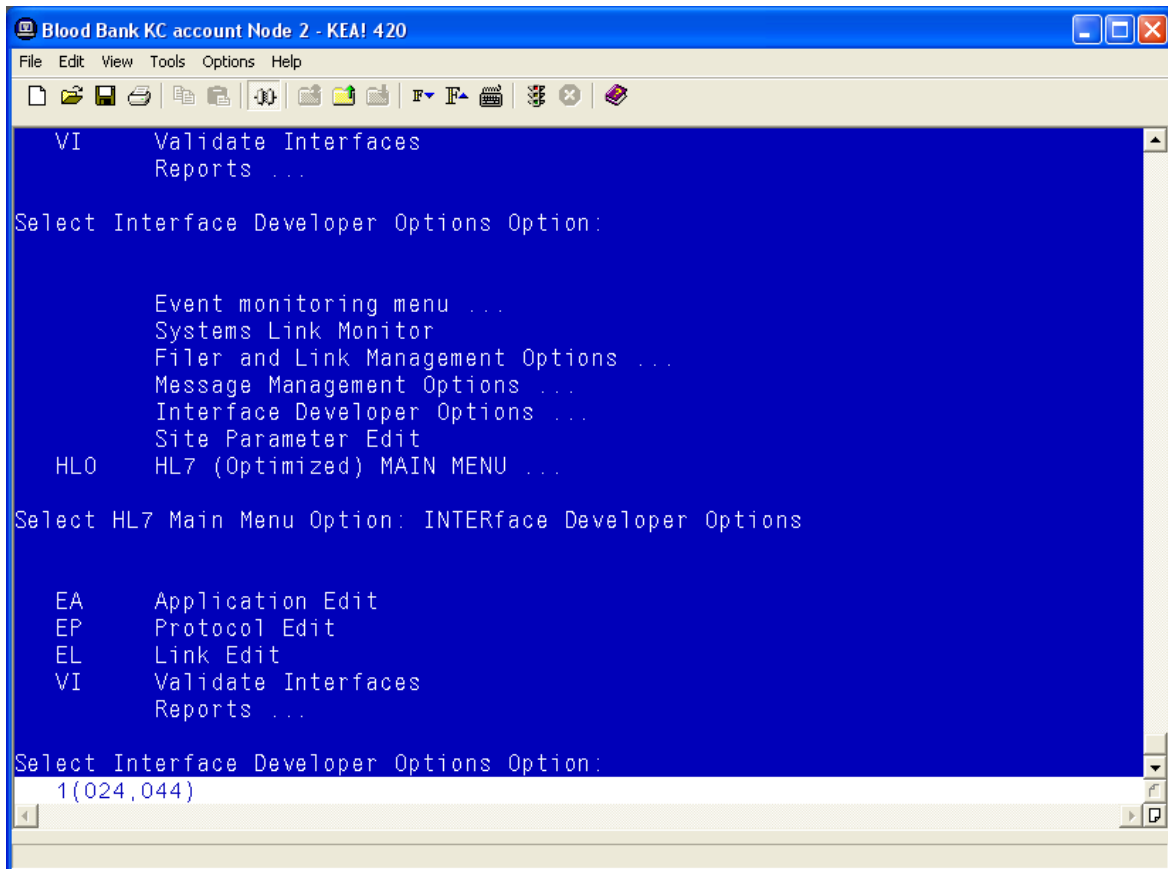 Blood Bank KC account Node 2 - KEA! 420
File Edit View Tools Options Help
VI Validate Interfaces
Reports ...
Select Interface Developer Options Option:
Event monitoring menu ...
Systems Link Monitor
Filer and Link Management Options ...
Message Management Options ...
Interface Developer Options ...
Site Parameter Edit
HLO HL7 (Optimized) MAIN MENU ...
Select HL7 Main Menu Option: INTERface Developer Options
EA Application Edit
EP Protocol Edit
EL Link Edit
VI Validate Interfaces
Reports ...
Select Interface Developer Options Option:
1(024,044)